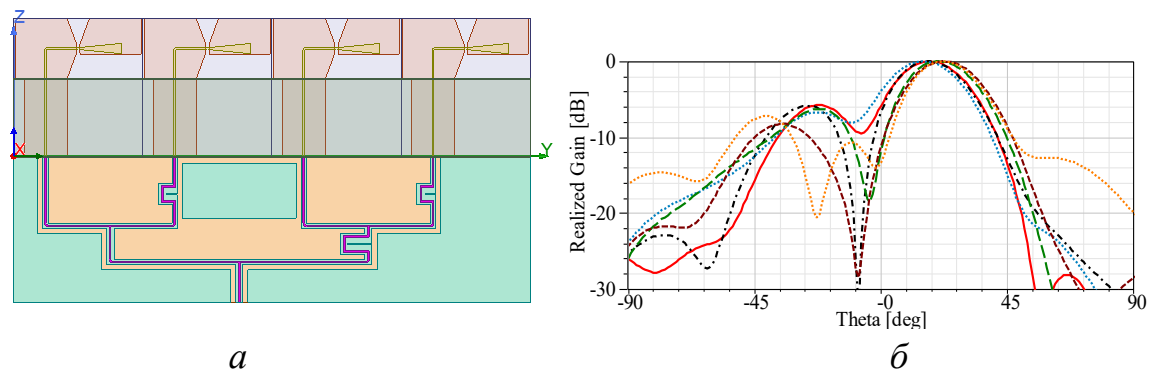 Z
X
Y
Realized Gain [dB]
0
-10
-20
-30
-90
-45
-0
45
90
Theta [deg]
а
б